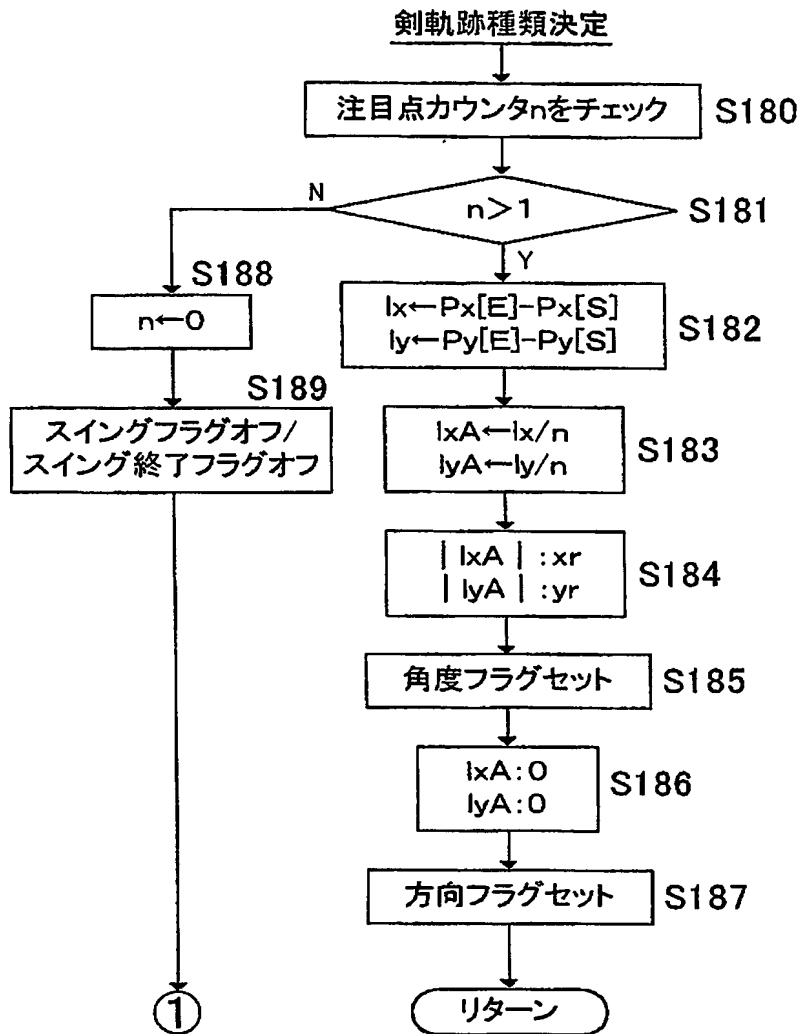 剣軌跡種類決定
注目点カウンタnをチェック
S180
n>1
S181
N
Y
S188
n←0
S189
スイングフラグオフ/
スイング終了フラグオフ
lx←Px[E]-Px[S]
ly←Py[E]-Py[S]
S182
lxA←lx/n
lyA←ly/n
S183
| lxA | :xr
| lyA | :yr
S184
角度フラグセット
S185
lxA:0
lyA:0
S186
方向フラグセット
S187
1
リターン